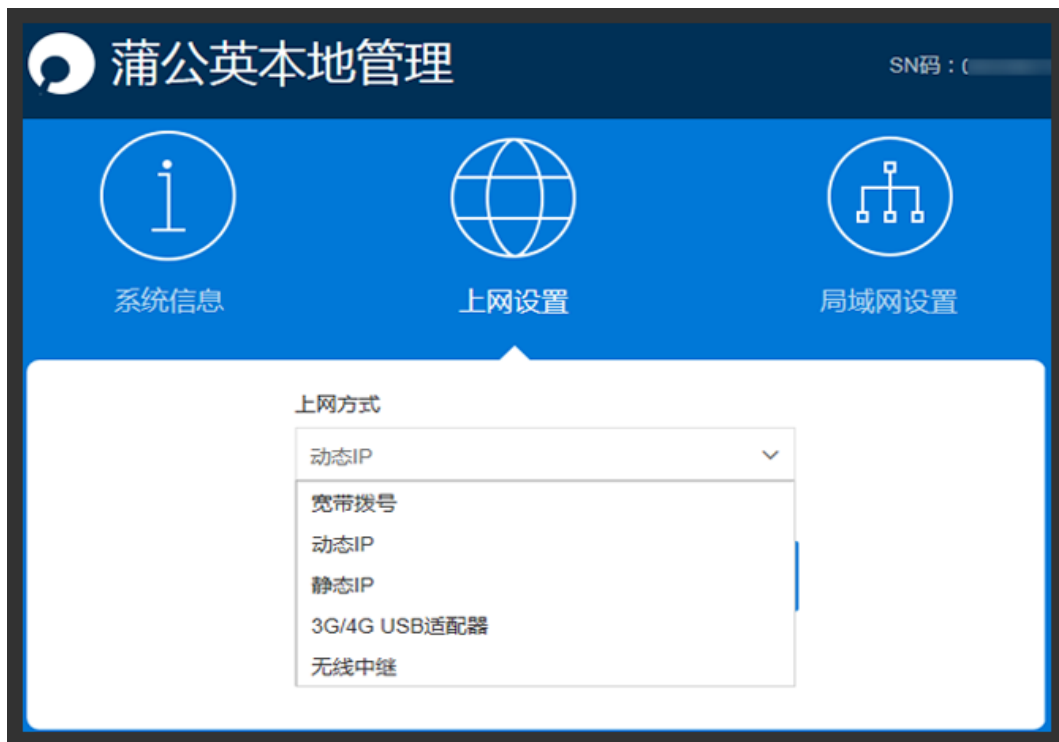 蒲公英本地管理
SN码：
系统信息
上网设置
局域网设置
上网方式
动态IP
宽带拨号
动态IP
静态IP
3G/4G USB适配器
无线中继